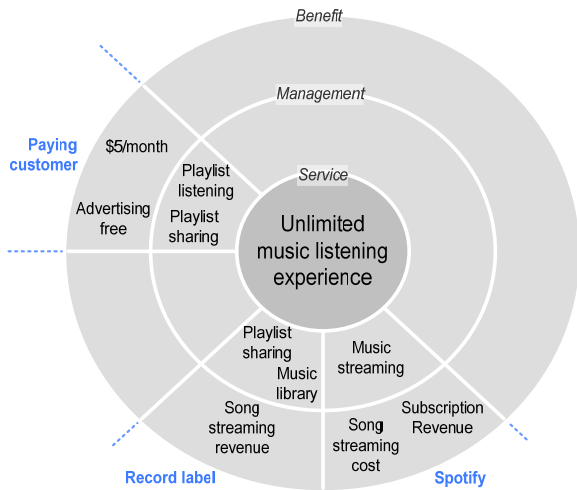 Benefit
Management
Service
Paying
customer
$5/month
Advertising
free
Playlist
listening
Playlist
sharing
Unlimited
music listening
experience
Playlist
sharing
Music
library
Music
streaming
Song
streaming
revenue
Song
streaming
cost
Subscription
Revenue
Record label
Spotify